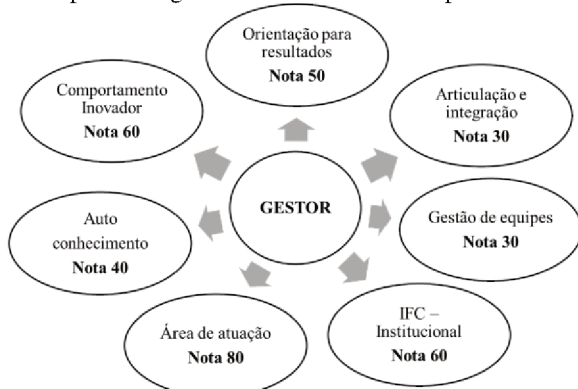 Orientação para
resultados
Nota 50
Comportamento
Inovador
Nota 60
Articulação e
integração
Nota 30
GESTOR
Auto
conhecimento
Nota 40
Gestão de equipes
Nota 30
Área de atuação
Nota 80
IFC –
Institucional
Nota 60